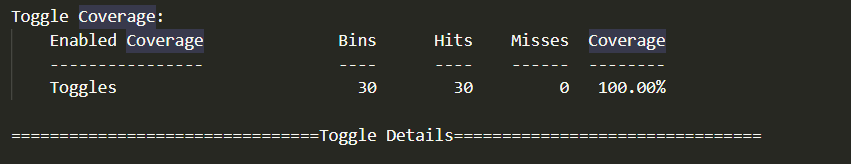 Toggle Coverage:
Enabled Coverage Bins Hits Misses Coverage
---------------- ---- ---- ------ --------
Toggles 30 30 0 100.00%
================================Toggle Details================================